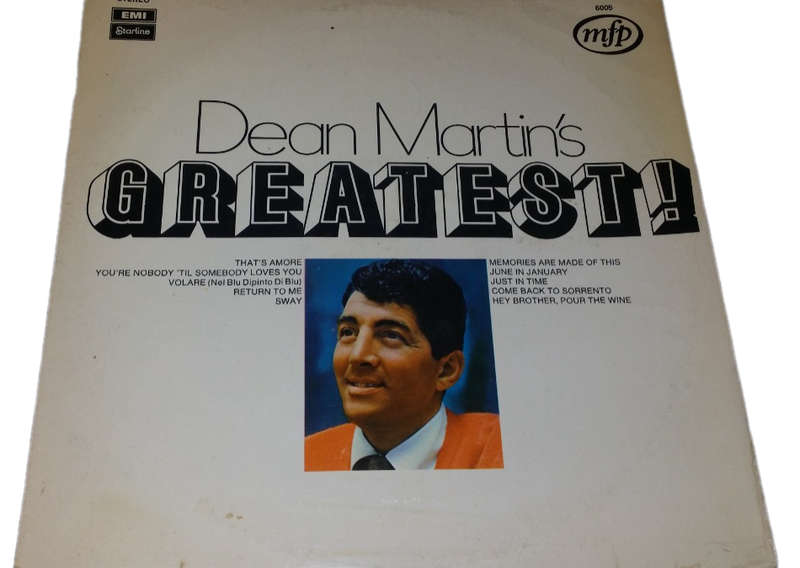 STEREO
EMI
Starline
6005
mfp
Dean Martin's
GREATEST!
THAT'S AMORE
YOU'RE NOBODY 'TIL SOMEBODY LOVES YOU
VOLARE (Nel Blu Dipinto Di Blu)
RETURN TO ME
SWAY
MEMORIES ARE MADE OF THIS
JUNE IN JANUARY
JUST IN TIME
COME BACK TO SORRENTO
HEY BROTHER, POUR THE WINE